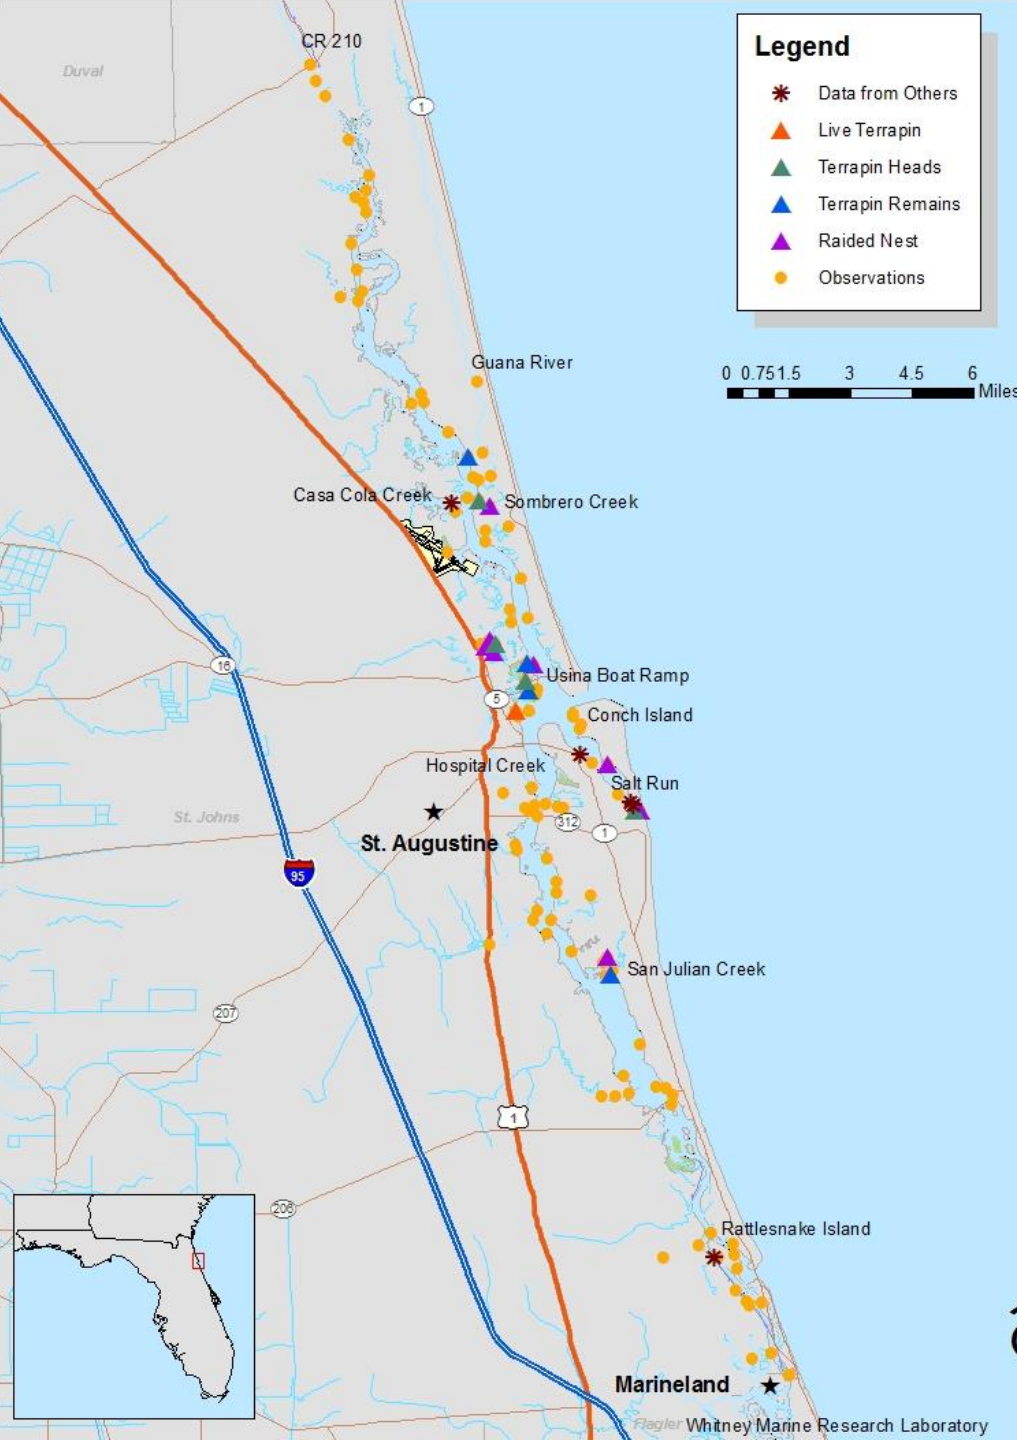 CR 210
Duval
1
Legend
Data from Others
Live Terrapin
Terrapin Heads
Terrapin Remains
Raided Nest
Observations
0 0.75 1.5 3 4.5 6
Miles
Guana River
Casa Cola Creek
Sombrero Creek
16
Usina Boat Ramp
5
Conch Island
Hospital Creek
Salt Run
St. Johns
312
1
St. Augustine
95
San Julian Creek
207
1
206
Rattlesnake Island
Marineland
Flagler
Whitney Marine Research Laboratory